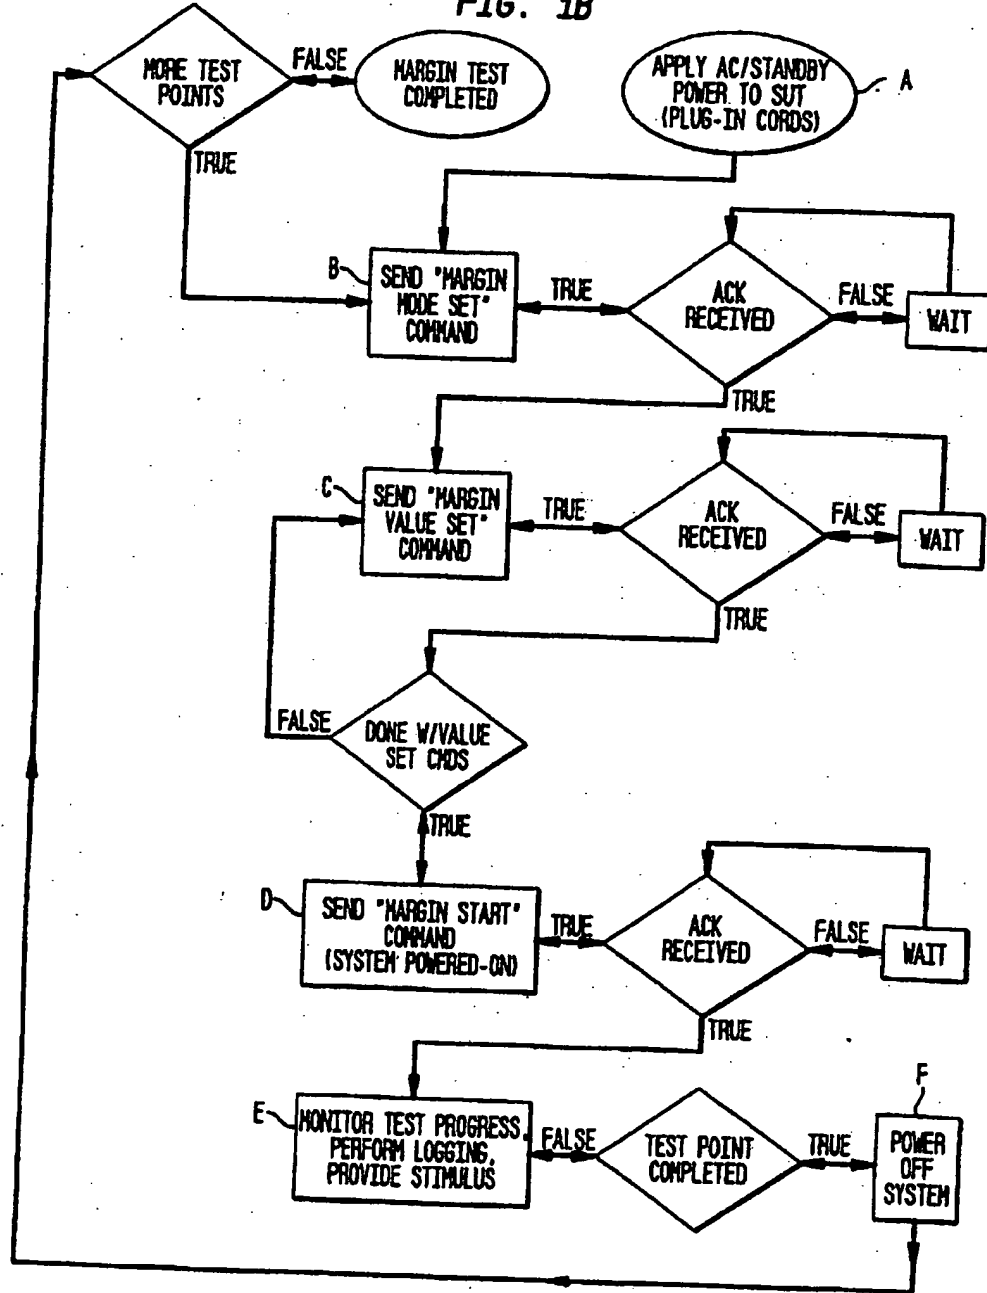 FIG. 1B
MORE TEST
POINTS
FALSE
MARGIN TEST
COMPLETED
APPLY AC/STANDBY
POWER TO SUT
(PLUG-IN CORDS)
A
TRUE
B
SEND "MARGIN
MODE SET"
COMMAND
TRUE
ACK
RECEIVED
FALSE
WAIT
TRUE
C
SEND "MARGIN
VALUE SET"
COMMAND
TRUE
ACK
RECEIVED
FALSE
WAIT
TRUE
FALSE
DONE W/VALUE
SET CMDS
TRUE
D
SEND "MARGIN START"
COMMAND
(SYSTEM POWERED-ON)
TRUE
ACK
RECEIVED
FALSE
WAIT
TRUE
E
MONITOR TEST PROGRESS,
PERFORM LOGGING,
PROVIDE STIMULUS
FALSE
TEST POINT
COMPLETED
TRUE
F
POWER
OFF
SYSTEM